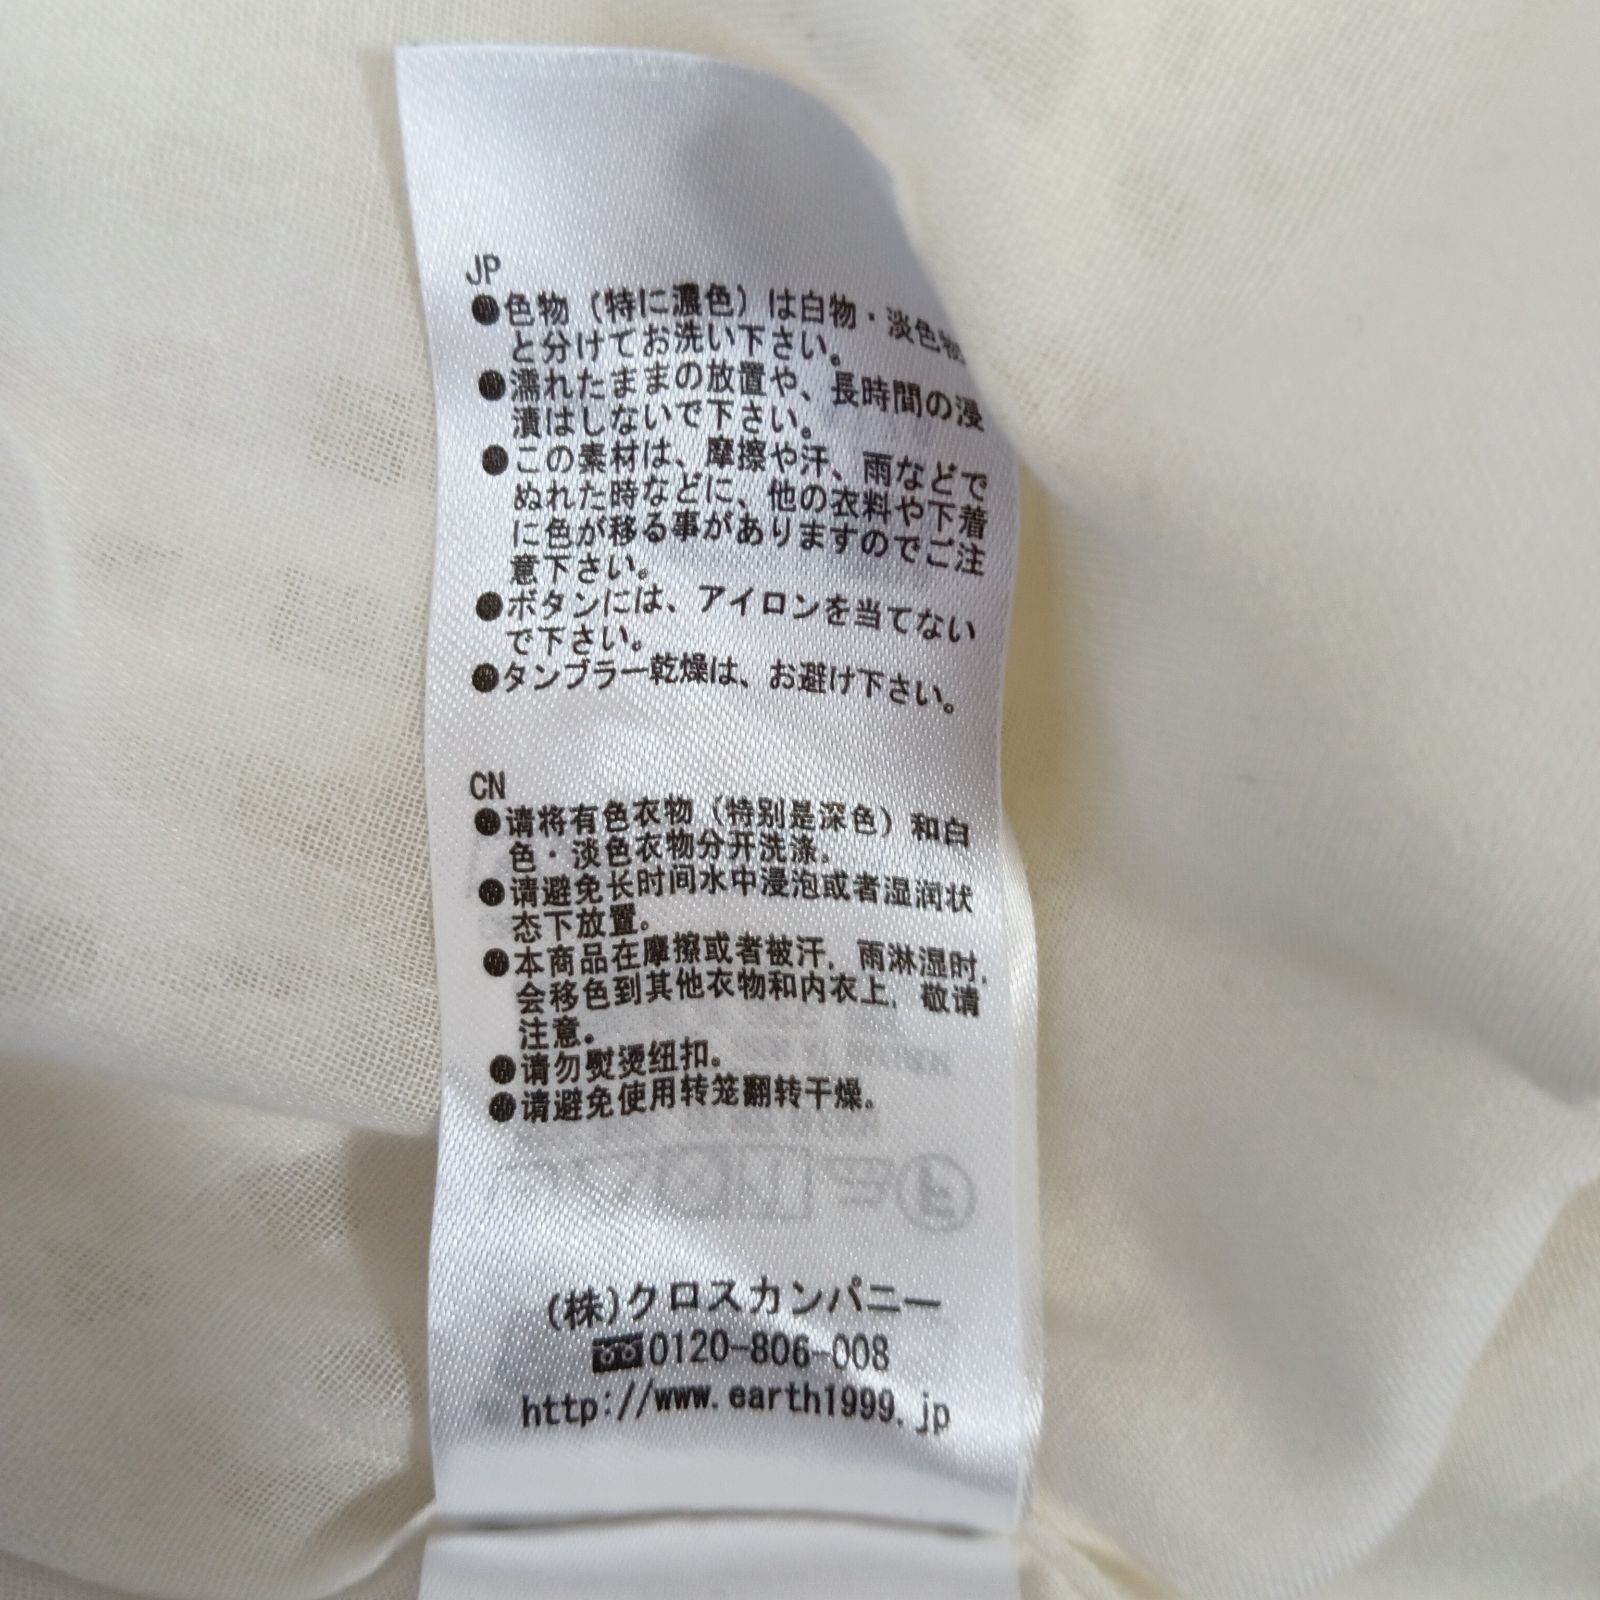 JP
●色物（特に濃色）は白物・淡色物
と分けてお洗い下さい。
●濡れたままの放置や、長時間の浸
漬はしないで下さい。
●この素材は、摩擦や汗、雨などで
ぬれた時などに、他の衣料や下着
に色が移る事がありますのでご注
意下さい。
●ボタンには、アイロンを当てない
で下さい。
●タンブラー乾燥は、お避け下さい。
CN
●请将有色衣物（特别是深色）和白
色・淡色衣物分开洗涤.
●请避免长时间水中浸泡或者湿润状
态下放置。
●本商品在摩擦或者被汗，雨淋湿时，
会移色到其他衣物和内衣上，敬请
注意。
●请勿熨烫纽扣。
●请避免使用转笼翻转干燥。
(株)クロスカンパニー
0120-806-008
http://www.earth1999.jp